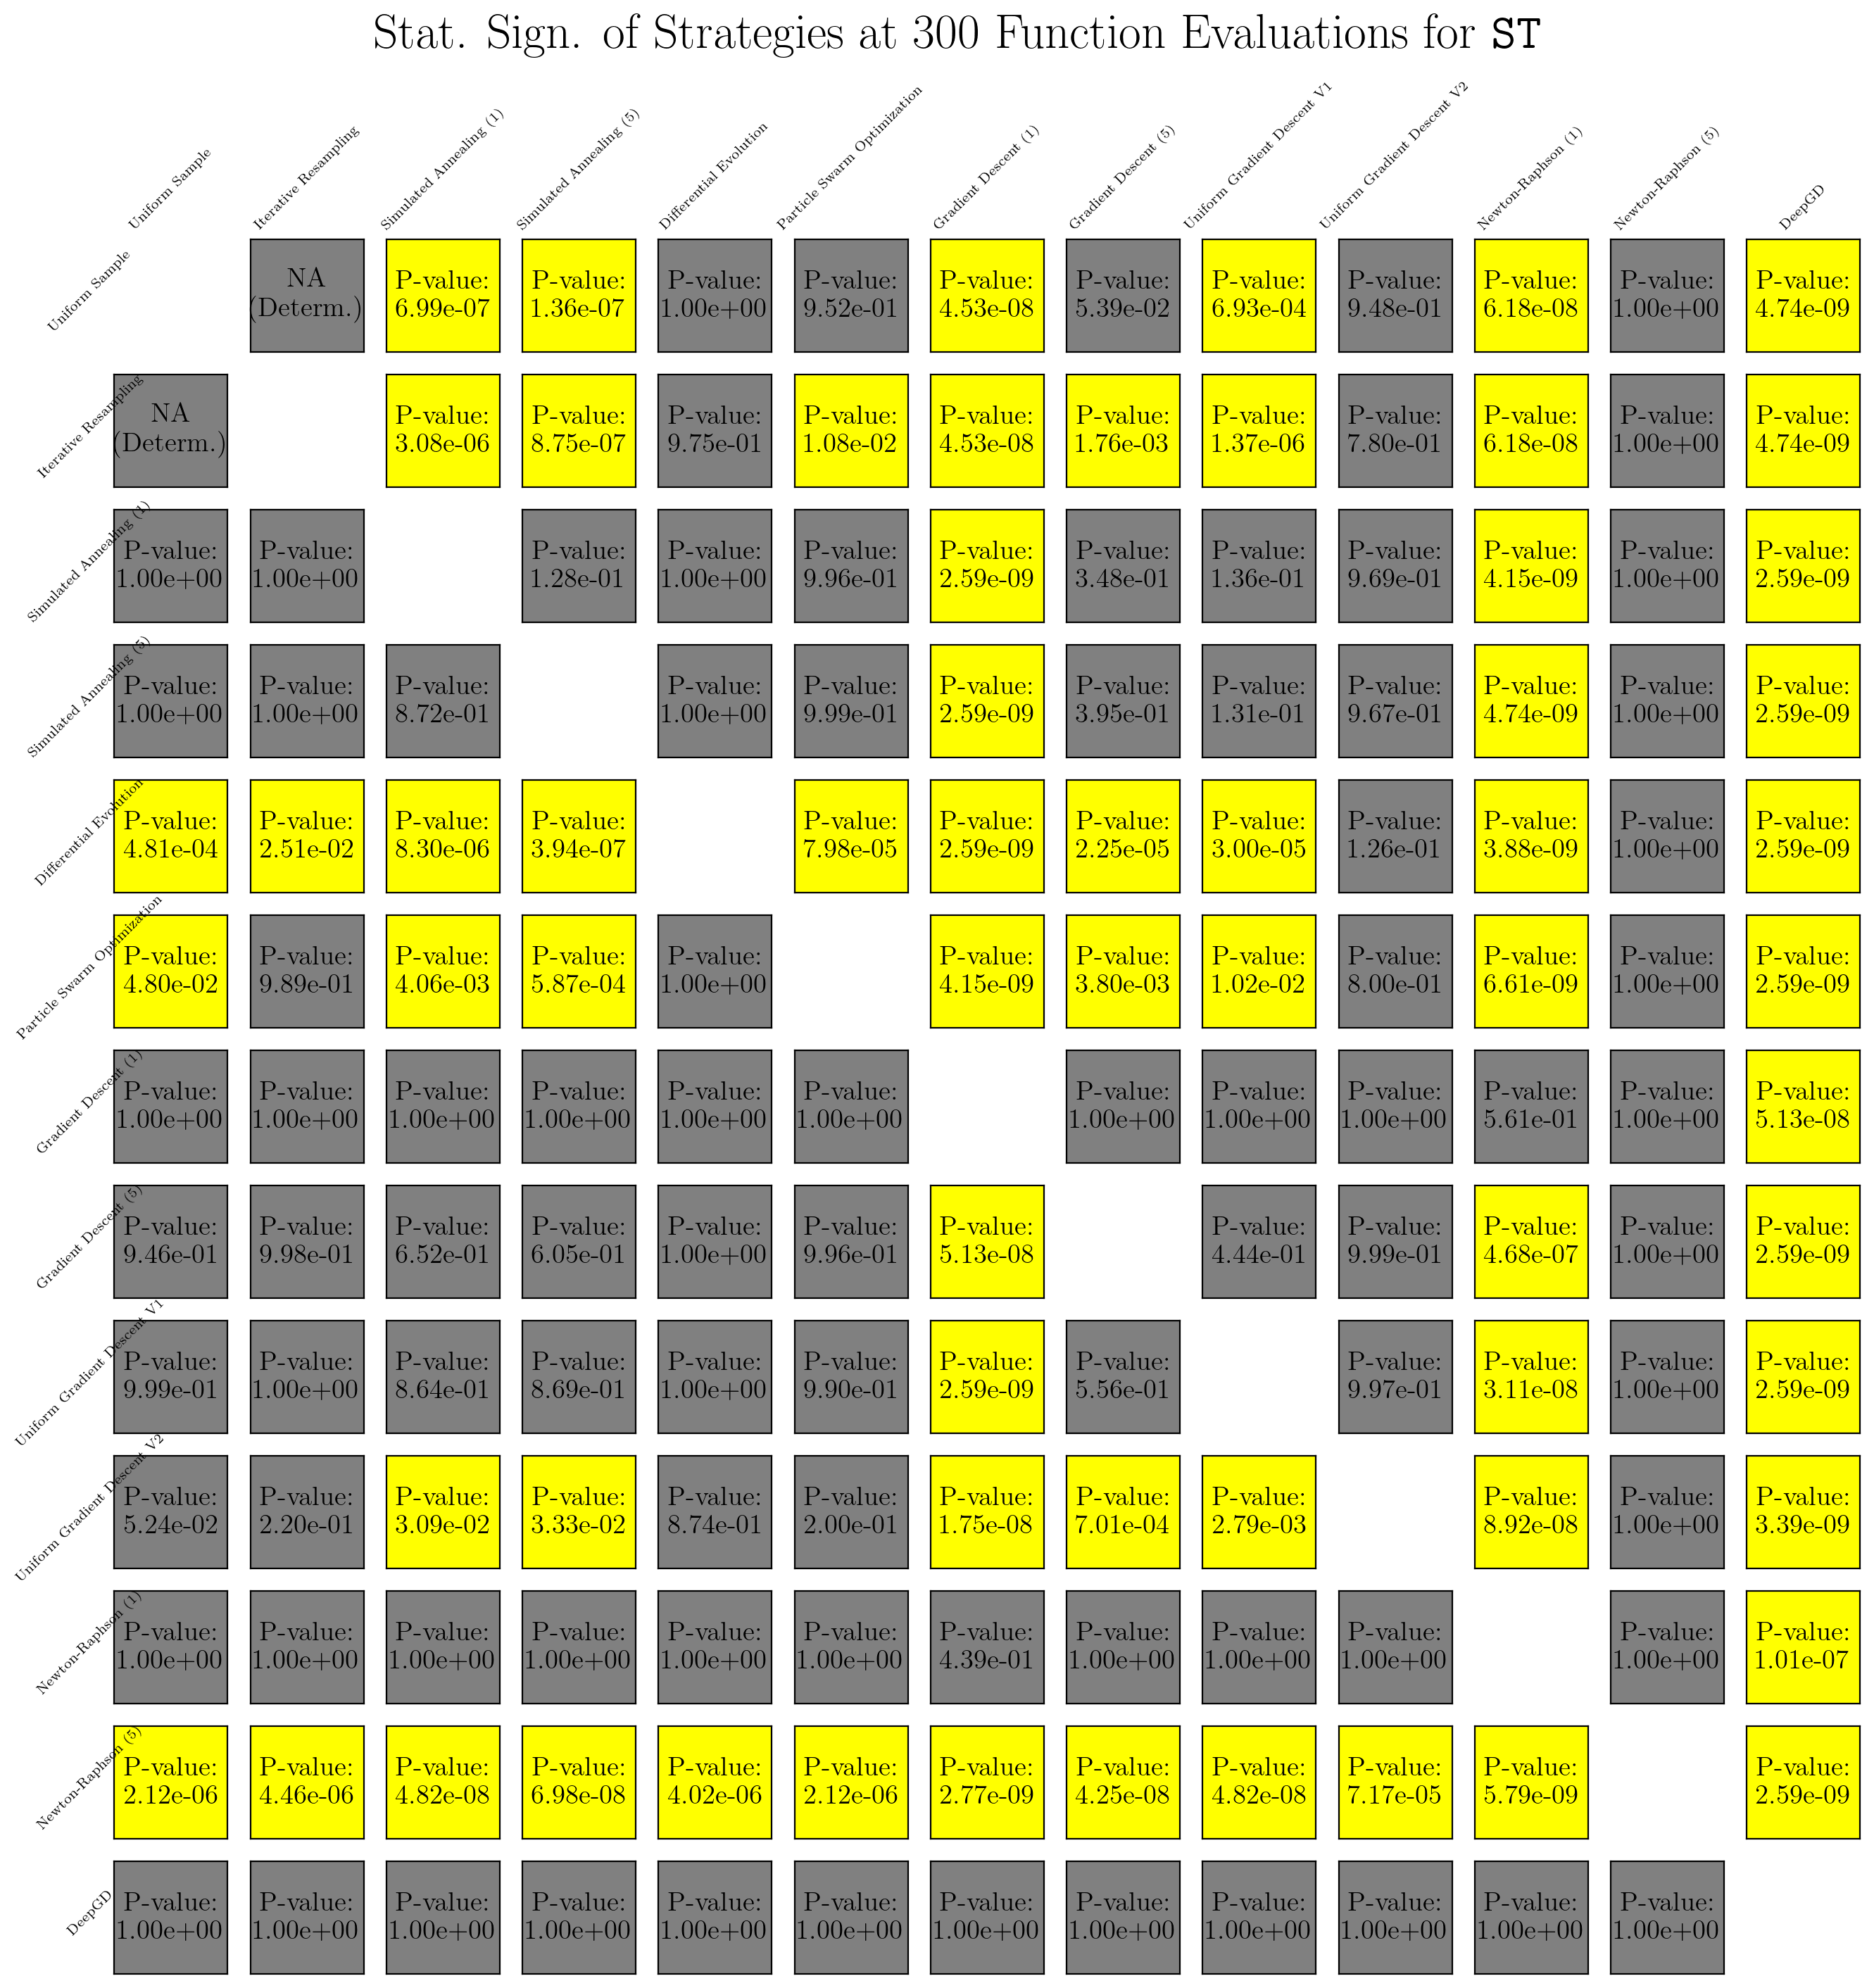 Stat. Sign. of Strategies at 300 Function Evaluations for ST
Uniform Sample
Iterative Resampling
Simulated Annealing (1)
Simulated Annealing (5)
Differential Evolution
Particle Swarm Optimization
Gradient Descent (1)
Gradient Descent (5)
Uniform Gradient Descent V1
Uniform Gradient Descent V2
Newton-Raphson (1)
Newton-Raphson (5)
DeepGD
Uniform Sample
NA P-value: P-value: P-value: P-value: P-value: P-value: P-value: P-value: P-value: P-value: P-value:
(Determ.) 6.99e-07 1.36e-07 1.00e+00 9.52e-01 4.53e-08 5.39e-02 6.93e-04 9.48e-01 6.18e-08 1.00e+00 4.74e-09
Iterative Resampling
NA P-value: P-value: P-value: P-value: P-value: P-value: P-value: P-value: P-value: P-value: P-value:
(Determ.) 3.08e-06 8.75e-07 9.75e-01 1.08e-02 4.53e-08 1.76e-03 1.37e-06 7.80e-01 6.18e-08 1.00e+00 4.74e-09
Simulated Annealing (1)
P-value: P-value: P-value: P-value: P-value: P-value: P-value: P-value: P-value: P-value: P-value: P-value:
1.00e+00 1.00e+00 1.28e-01 1.00e+00 9.96e-01 2.59e-09 3.48e-01 1.36e-01 9.69e-01 4.15e-09 1.00e+00 2.59e-09
Simulated Annealing (5)
P-value: P-value: P-value: P-value: P-value: P-value: P-value: P-value: P-value: P-value: P-value: P-value:
1.00e+00 1.00e+00 8.72e-01 1.00e+00 9.99e-01 2.59e-09 3.95e-01 1.31e-01 9.67e-01 4.74e-09 1.00e+00 2.59e-09
Differential Evolution
P-value: P-value: P-value: P-value: P-value: P-value: P-value: P-value: P-value: P-value: P-value: P-value:
4.81e-04 2.51e-02 8.30e-06 3.94e-07 7.98e-05 2.59e-09 2.25e-05 3.00e-05 1.26e-01 3.88e-09 1.00e+00 2.59e-09
Particle Swarm Optimization
P-value: P-value: P-value: P-value: P-value: P-value: P-value: P-value: P-value: P-value: P-value: P-value:
4.80e-02 9.89e-01 4.06e-03 5.87e-04 1.00e+00 4.15e-09 3.80e-03 1.02e-02 8.00e-01 6.61e-09 1.00e+00 2.59e-09
Gradient Descent (1)
P-value: P-value: P-value: P-value: P-value: P-value: P-value: P-value: P-value: P-value: P-value: P-value:
1.00e+00 1.00e+00 1.00e+00 1.00e+00 1.00e+00 1.00e+00 1.00e+00 1.00e+00 1.00e+00 5.61e-01 1.00e+00 5.13e-08
Gradient Descent (5)
P-value: P-value: P-value: P-value: P-value: P-value: P-value: P-value: P-value: P-value: P-value: P-value:
9.46e-01 9.98e-01 6.52e-01 6.05e-01 1.00e+00 9.96e-01 5.13e-08 4.44e-01 9.99e-01 4.68e-07 1.00e+00 2.59e-09
Uniform Gradient Descent V1
P-value: P-value: P-value: P-value: P-value: P-value: P-value: P-value: P-value: P-value: P-value: P-value:
9.99e-01 1.00e+00 8.64e-01 8.69e-01 1.00e+00 9.90e-01 2.59e-09 5.56e-01 9.97e-01 3.11e-08 1.00e+00 2.59e-09
Uniform Gradient Descent V2
P-value: P-value: P-value: P-value: P-value: P-value: P-value: P-value: P-value: P-value: P-value: P-value:
5.24e-02 2.20e-01 3.09e-02 3.33e-02 8.74e-01 2.00e-01 1.75e-08 7.01e-04 2.79e-03 8.92e-08 1.00e+00 3.39e-09
Newton-Raphson (1)
P-value: P-value: P-value: P-value: P-value: P-value: P-value: P-value: P-value: P-value: P-value: P-value:
1.00e+00 1.00e+00 1.00e+00 1.00e+00 1.00e+00 1.00e+00 4.39e-01 1.00e+00 1.00e+00 1.00e+00 1.00e+00 1.01e-07
Newton-Raphson (5)
P-value: P-value: P-value: P-value: P-value: P-value: P-value: P-value: P-value: P-value: P-value: P-value:
2.12e-06 4.46e-06 4.82e-08 6.98e-08 4.02e-06 2.12e-06 2.77e-09 4.25e-08 4.82e-08 7.17e-05 5.79e-09 2.59e-09
DeepGD
P-value: P-value: P-value: P-value: P-value: P-value: P-value: P-value: P-value: P-value: P-value: P-value:
1.00e+00 1.00e+00 1.00e+00 1.00e+00 1.00e+00 1.00e+00 1.00e+00 1.00e+00 1.00e+00 1.00e+00 1.00e+00 1.00e+00